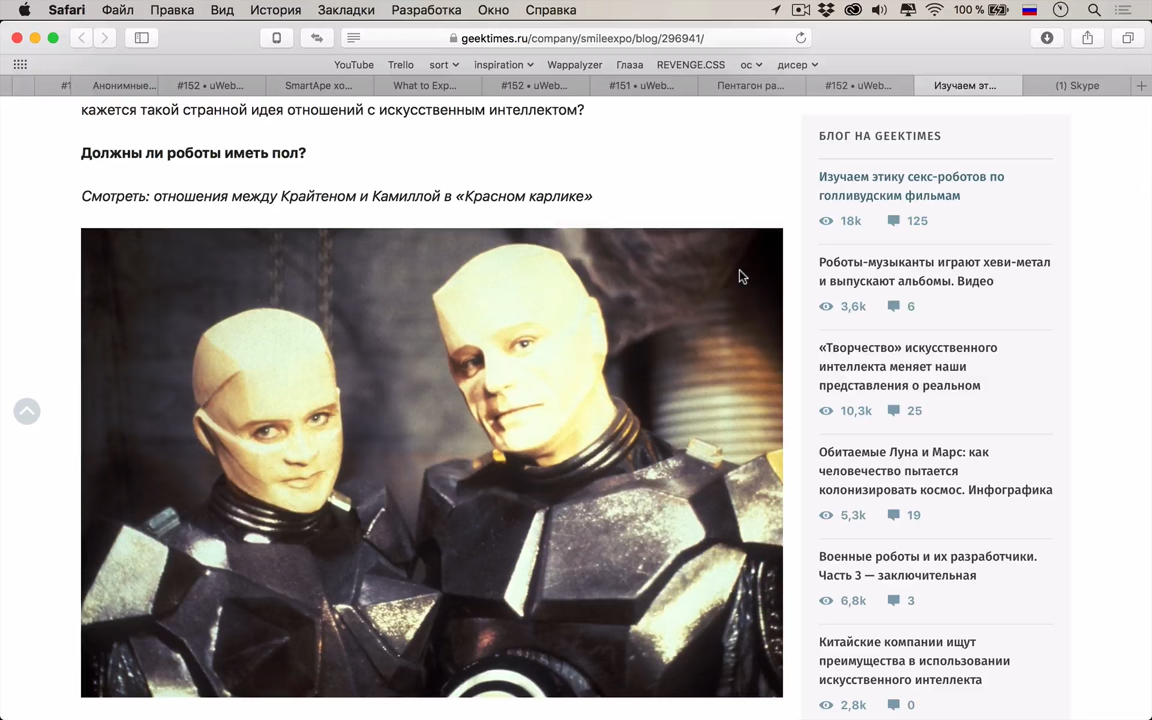 Safari Файл Правка Вид История Закладки Разработка Окно Справка 100 %
geektimes.ru/company/smileexpo/blog/296941/
YouTube Trello sort inspiration Wappalyzer Глаза REVENGE.CSS ос дисер
#1 Анонимные... #152 • uWeb... SmartApe хо... What to Exp... #152 • uWeb... #151 • uWeb... Пентагон ра... #152 • uWeb... Изучаем эт... (1) Skype
кажется такой странной идея отношений с искусственным интеллектом?
Должны ли роботы иметь пол?
Смотреть: отношения между Крайтеном и Камиллой в «Красном карлике»
БЛОГ НА GEEKTIMES
Изучаем этику секс-роботов по
голливудским фильмам
18k 125
Роботы-музыканты играют хеви-метал
и выпускают альбомы. Видео
3,6k 6
«Творчество» искусственного
интеллекта меняет наши
представления о реальном
10,3k 25
Обитаемые Луна и Марс: как
человечество пытается
колонизировать космос. Инфографика
5,3k 19
Военные роботы и их разработчики.
Часть 3 — заключительная
6,8k 3
Китайские компании ищут
преимущества в использовании
искусственного интеллекта
2,8k 0